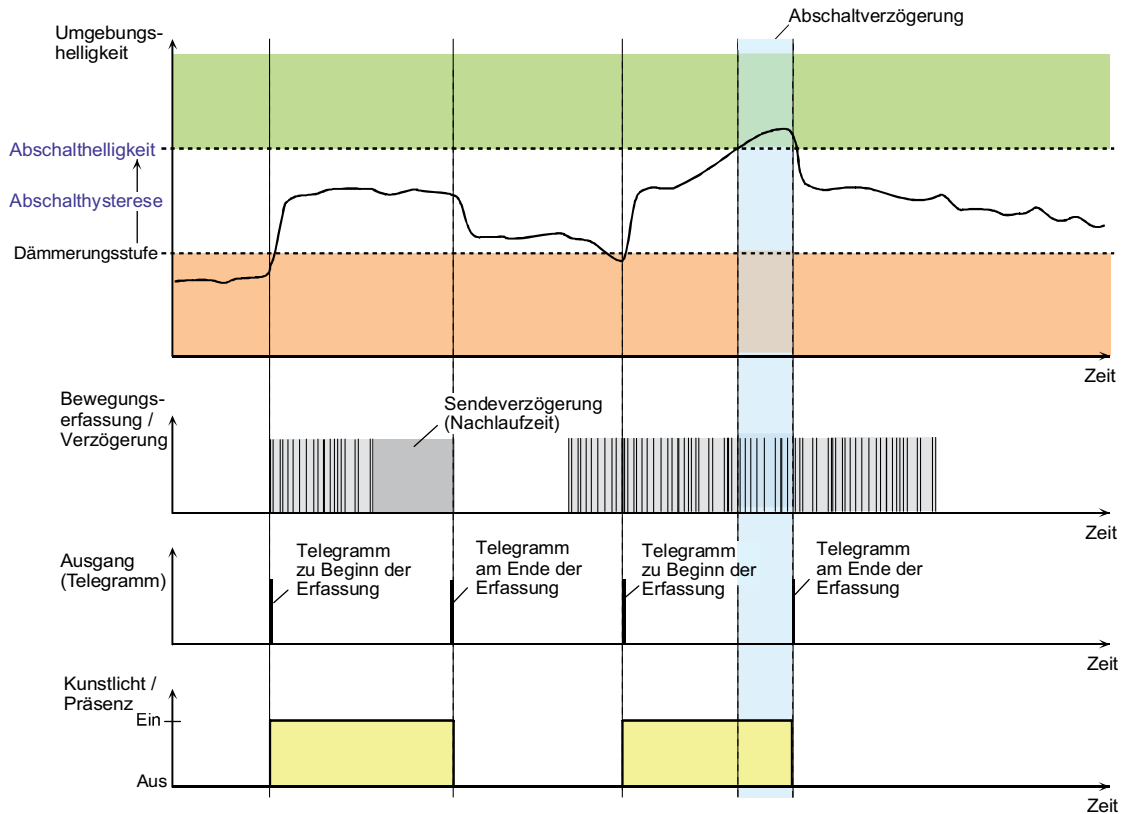 Abschaltverzögerung
Umgebungs-
helligkeit
Abschalthelligkeit
Abschalthysterese
Dämmerungsstufe
Zeit
Bewegungs-
erfassung /
Verzögerung
Sendeverzögerung
(Nachlaufzeit)
Zeit
Ausgang
(Telegramm)
Telegramm
zu Beginn der
Erfassung
Telegramm
am Ende der
Erfassung
Telegramm
zu Beginn der
Erfassung
Telegramm
am Ende der
Erfassung
Zeit
Kunstlicht /
Präsenz
Ein
Aus
Zeit